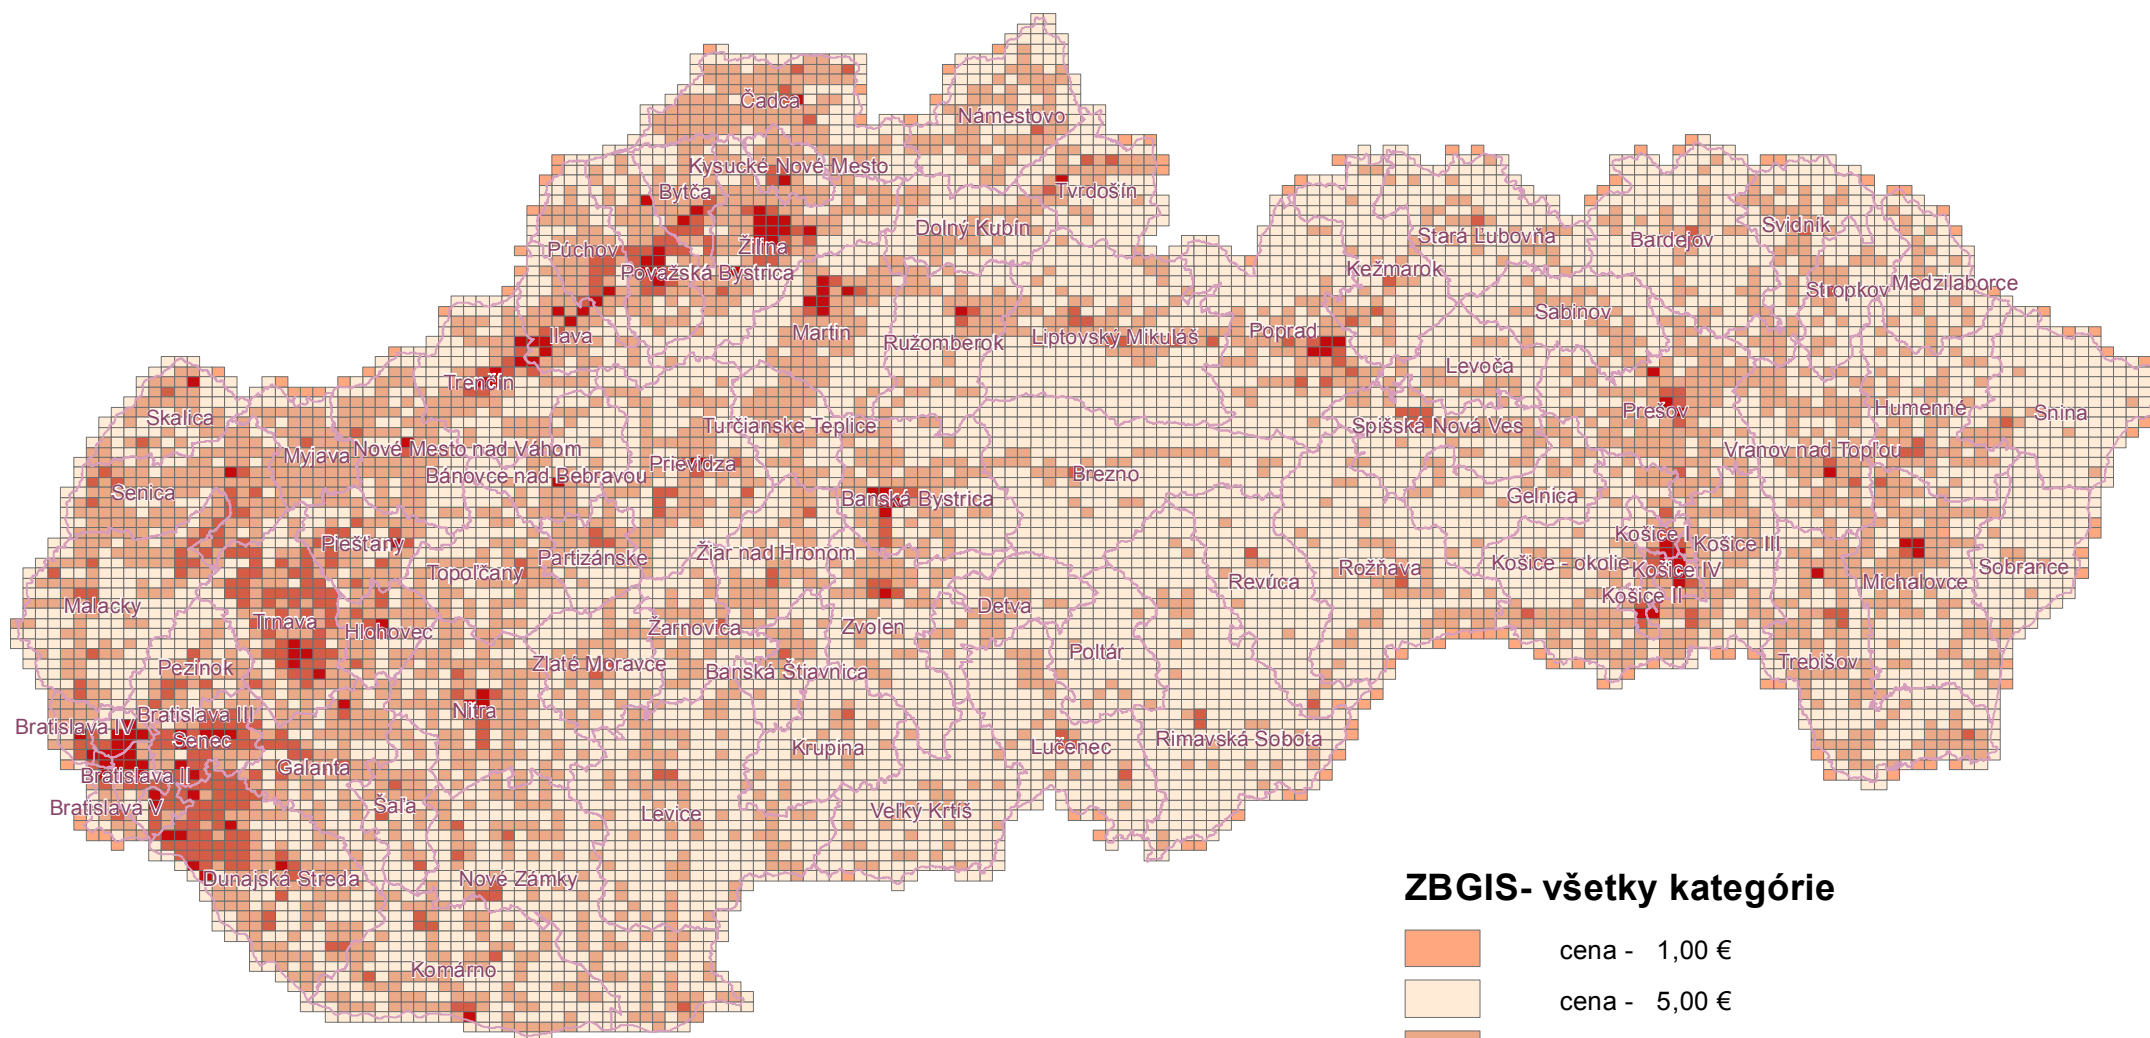 Čadca
Námestovo
Kysucké Nové Mesto
Bytča
Tvrdošín
Dolný Kubín
Stará Ľubovňa
Bardejov
Svidník
Púchov
Žilina
Považská Bystrica
Kežmarok
Stropkov
Medzilaborce
Ilava
Martin
Ružomberok
Liptovský Mikuláš
Poprad
Sabinov
Trenčín
Levoča
Skalica
Turčianske Teplice
Spišská Nová Ves
Prešov
Humenné
Snina
Myjava
Nové Mesto nad Váhom
Bánovce nad Bebravou
Prievidza
Brezno
Vranov nad Topľou
Senica
Banská Bystrica
Gelnica
Piešťany
Partizánske
Žiar nad Hronom
Košice I
Košice III
Topoľčany
Revúca
Rožňava
Košice - okolie
Košice IV
Michalovce
Sobrance
Malacky
Trnava
Hlohovec
Žarnovica
Zvolen
Detva
Košice II
Pezinok
Zlaté Moravce
Banská Štiavnica
Poltár
Trebišov
Bratislava IV
Bratislava III
Nitra
Senec
Krupina
Lučenec
Rimavská Sobota
Bratislava II
Galanta
Bratislava V
Šaľa
Levice
Veľký Krtíš
Dunajská Streda
Nové Zámky
Komárno
ZBGIS- všetky kategórie
cena - 1,00 €
cena - 5,00 €